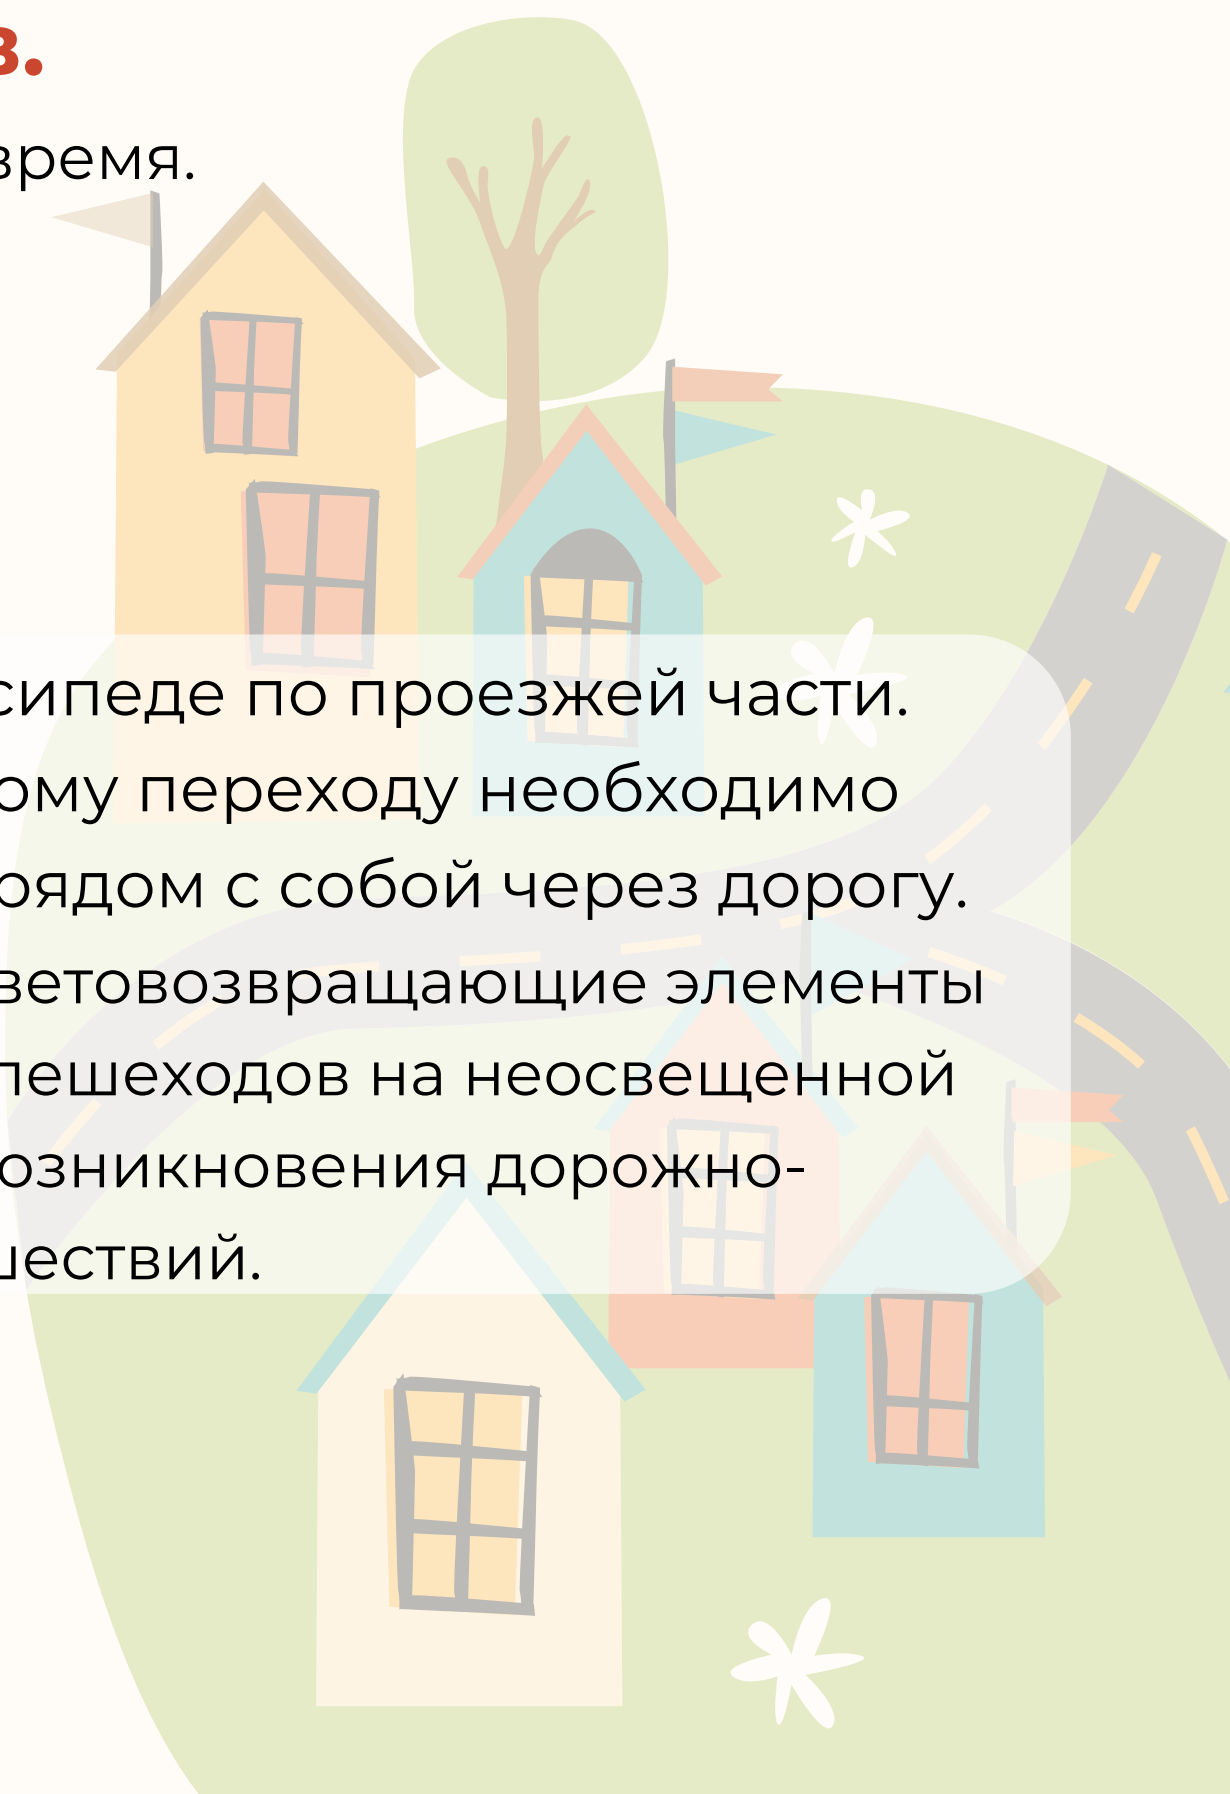 в.
время.
сипеде по проезжей части.
ому переходу необходимо
рядом с собой через дорогу.
ветовозвращающие элементы
пешеходов на неосвещенной
озникновения дорожно-
шествий.